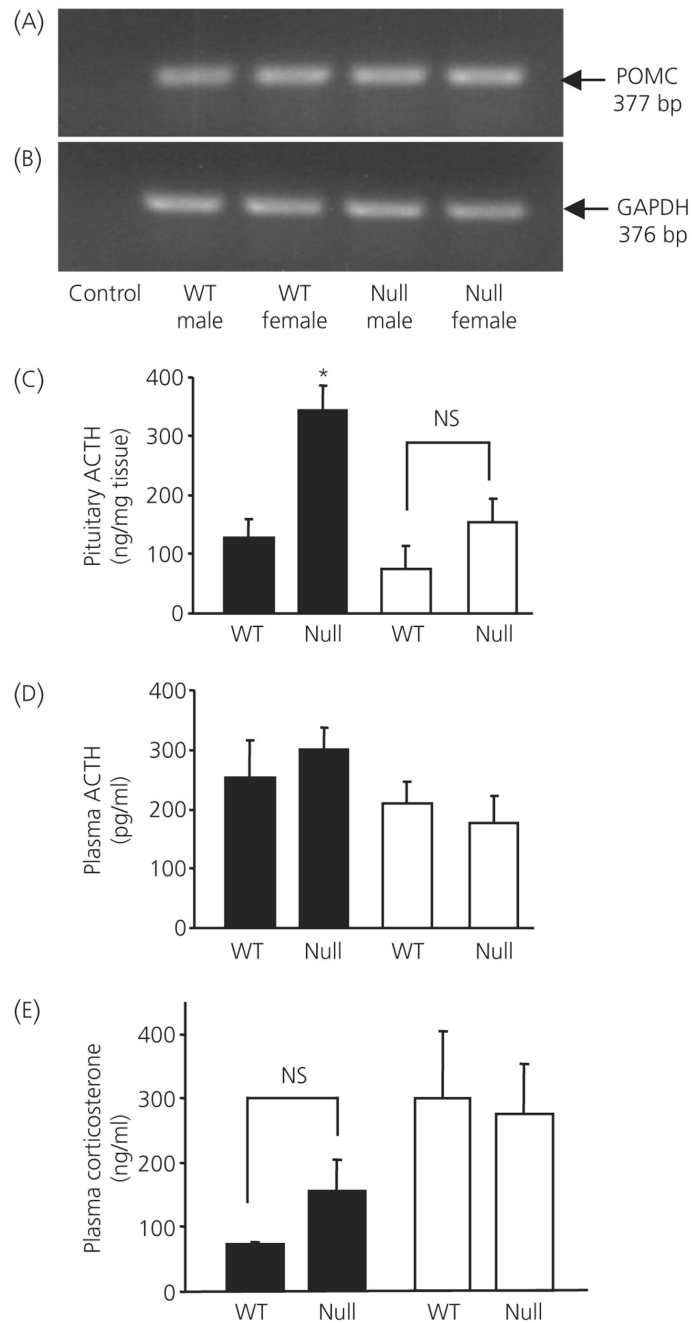 (A)
POMC
377 bp
(B)
GAPDH
376 bp
Control WT WT Null Null
male female male female
(C)
Pituitary ACTH
(ng/mg tissue)
400
300
200
100
0
*
NS
WT Null WT Null
(D)
Plasma ACTH
(pg/ml)
400
300
200
100
0
WT Null WT Null
(E)
Plasma corticosterone
(ng/ml)
400
300
200
100
0
NS
WT Null WT Null